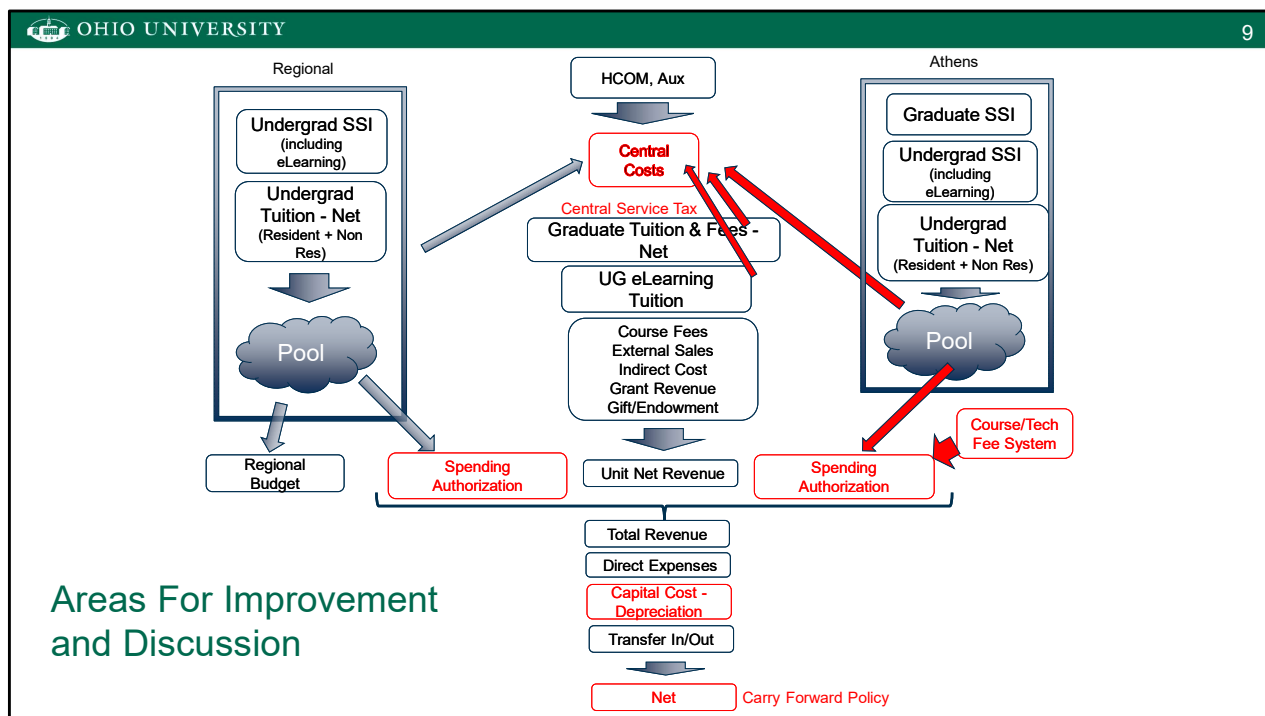 OHIO UNIVERSITY
9
Regional
Undergrad SSI
(including
eLearning)
Undergrad
Tuition - Net
(Resident + Non
Res)
Pool
Regional
Budget
Spending
Authorization
HCOM, Aux
Central
Costs
Central Service Tax
Graduate Tuition & Fees -
Net
UG eLearning
Tuition
Course Fees
External Sales
Indirect Cost
Grant Revenue
Gift/Endowment
Unit Net Revenue
Athens
Graduate SSI
Undergrad SSI
(including
eLearning)
Undergrad
Tuition - Net
(Resident + Non Res)
Pool
Course/Tech
Fee System
Spending
Authorization
Total Revenue
Direct Expenses
Capital Cost -
Depreciation
Transfer In/Out
Net
Carry Forward Policy
Areas For Improvement
and Discussion